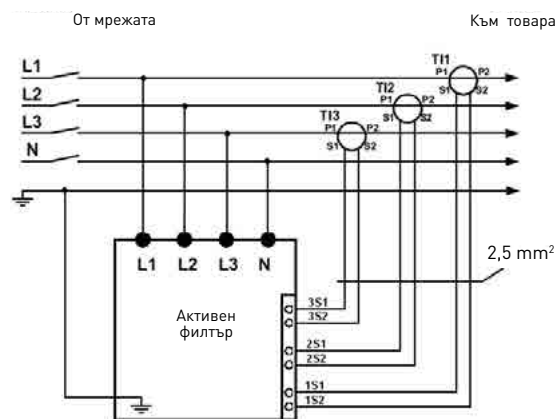 От мрежата
Към товара
TI1
L1
P1
P2
S1
S2
TI2
L2
P1
P2
S1
S2
TI3
L3
P1
P2
S1
S2
N
L1
L2
L3
N
2,5 mm²
Активен
филтър
3S1
3S2
2S1
2S2
1S1
1S2